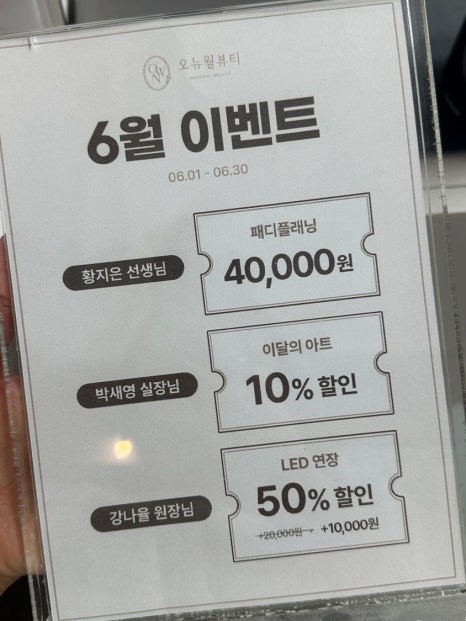 오뉴월뷰티
6월 이벤트
06.01 - 06.30
황지은 선생님
패디플래닝
40,000원
박새영 실장님
이달의 아트
10% 할인
강나율 원장님
LED 연장
50% 할인
+20,000원 → +10,000원